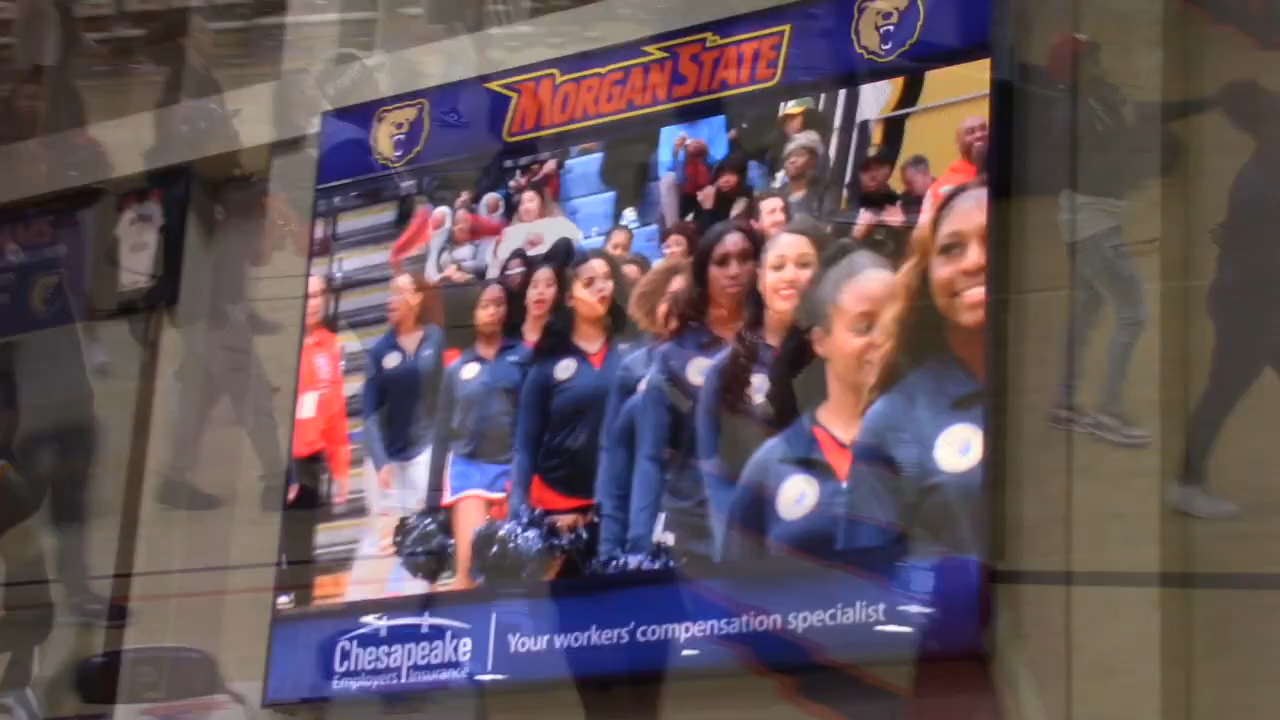 MORGAN STATE
Chesapeake
Employers Insurance
Your workers' compensation specialist